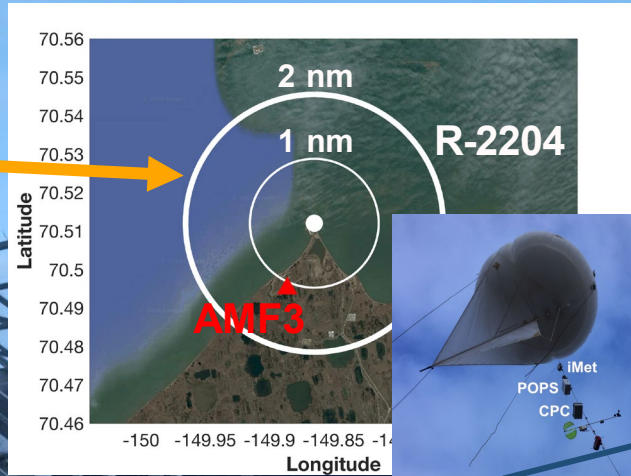 70.56
70.55
70.54
70.53
70.52
70.51
70.5
70.49
70.48
70.47
70.46
Latitude
2 nm
1 nm
R-2204
AMF3
iMet
POPS
CPC
-150 -149.95 -149.9 -149.85
Longitude